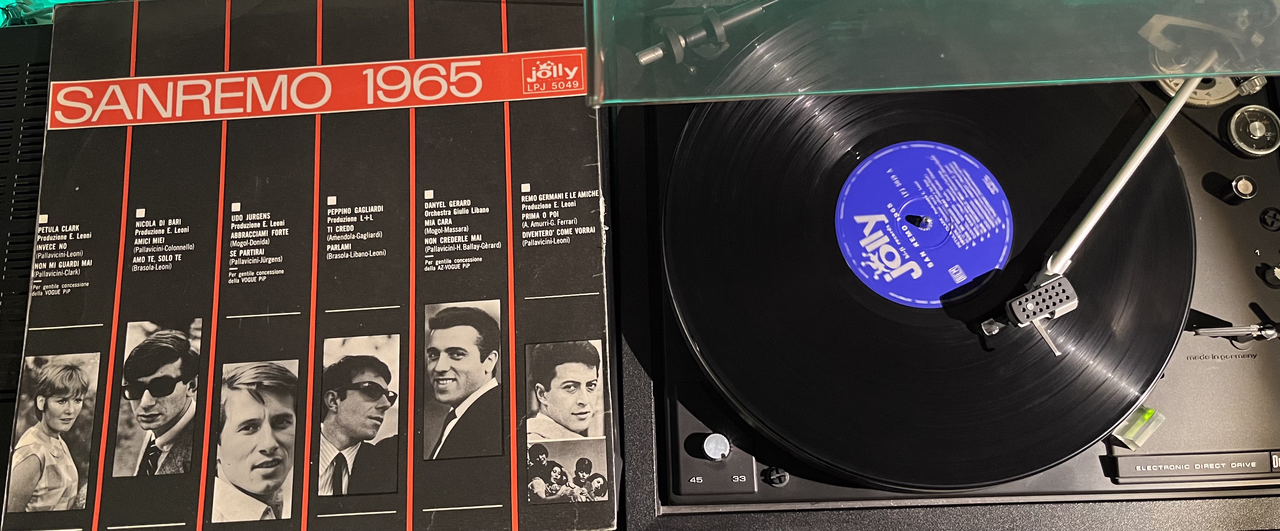 SANREMO 1965
jolly
LPJ 5049
PETULA CLARK
Produzione E. Leoni
INVECE NO
(Pallavicini-Leoni)
NON MI GUARDI MAI
(Pallavicini-Clark)
Per gentile concessione
della VOGUE PIP
NICOLA DI BARI
Produzione E. Leoni
AMICI MIEI
(Pallavicini-Colonnello)
AMO TE, SOLO TE
(Brasola-Leoni)
UDO JURGENS
Produzione E. Leoni
ABBRACCIAMI FORTE
(Mogol-Donida)
SE PARTIRAI
(Pallavicini-Jürgens)
Per gentile concessione
della VOGUE PIP
PEPPINO GAGLIARDI
Produzione L+L
TI CREDO
(Amendola-Gagliardi)
PARLAMI
(Brasola-Libano-Leoni)
DANYEL GERARD
Orchestra Giulio Libano
MIA CARA
(Mogol-Massara)
NON CREDERLE MAI
(Pallavicini-H. Ballay-Gèrard)
Per gentile concessione
della AZ-VOGUE PIP
REMO GERMANI E LE AMICHE
Produzione E. Leoni
PRIMA O POI
(A. Amurri-G. Ferrari)
DIVENTERO' COME VORRAI
(Pallavicini-Leoni)
Jolly
hi-fi records
SAN REMO 1965
45
33
1
made in germany
ELECTRONIC DIRECT DRIVE